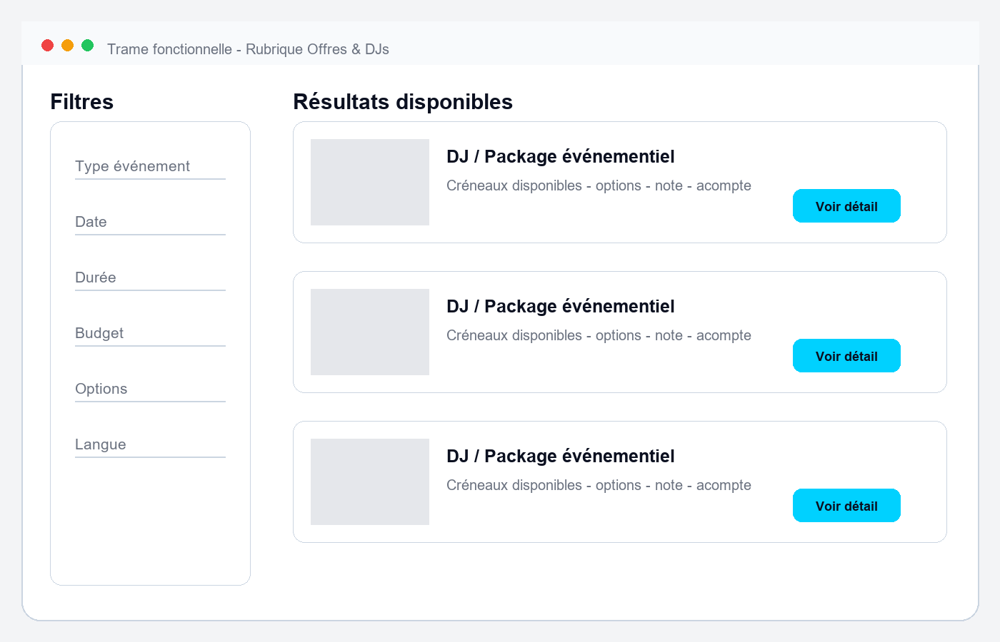 Trame fonctionnelle - Rubrique Offres & DJs
Filtres
Type événement
Date
Durée
Budget
Options
Langue
Résultats disponibles
DJ / Package événementiel
Créneaux disponibles - options - note - acompte
Voir détail
DJ / Package événementiel
Créneaux disponibles - options - note - acompte
Voir détail
DJ / Package événementiel
Créneaux disponibles - options - note - acompte
Voir détail